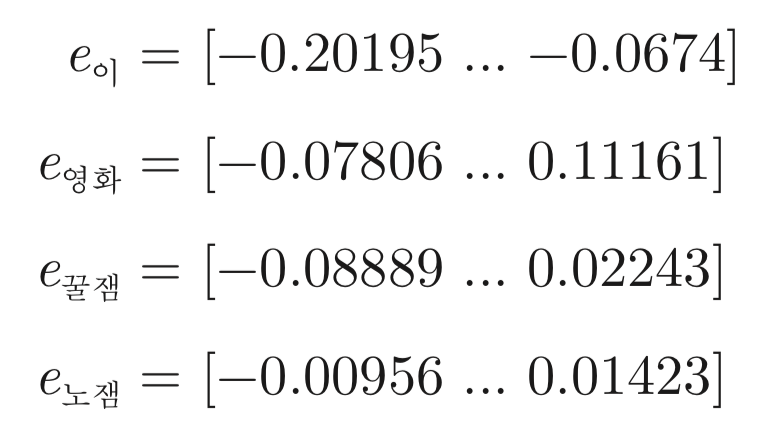 e이 = [−0.20195 ... −0.0674]
e영화 = [−0.07806 ... 0.11161]
e꿀잼 = [−0.08889 ... 0.02243]
e노잼 = [−0.00956 ... 0.01423]